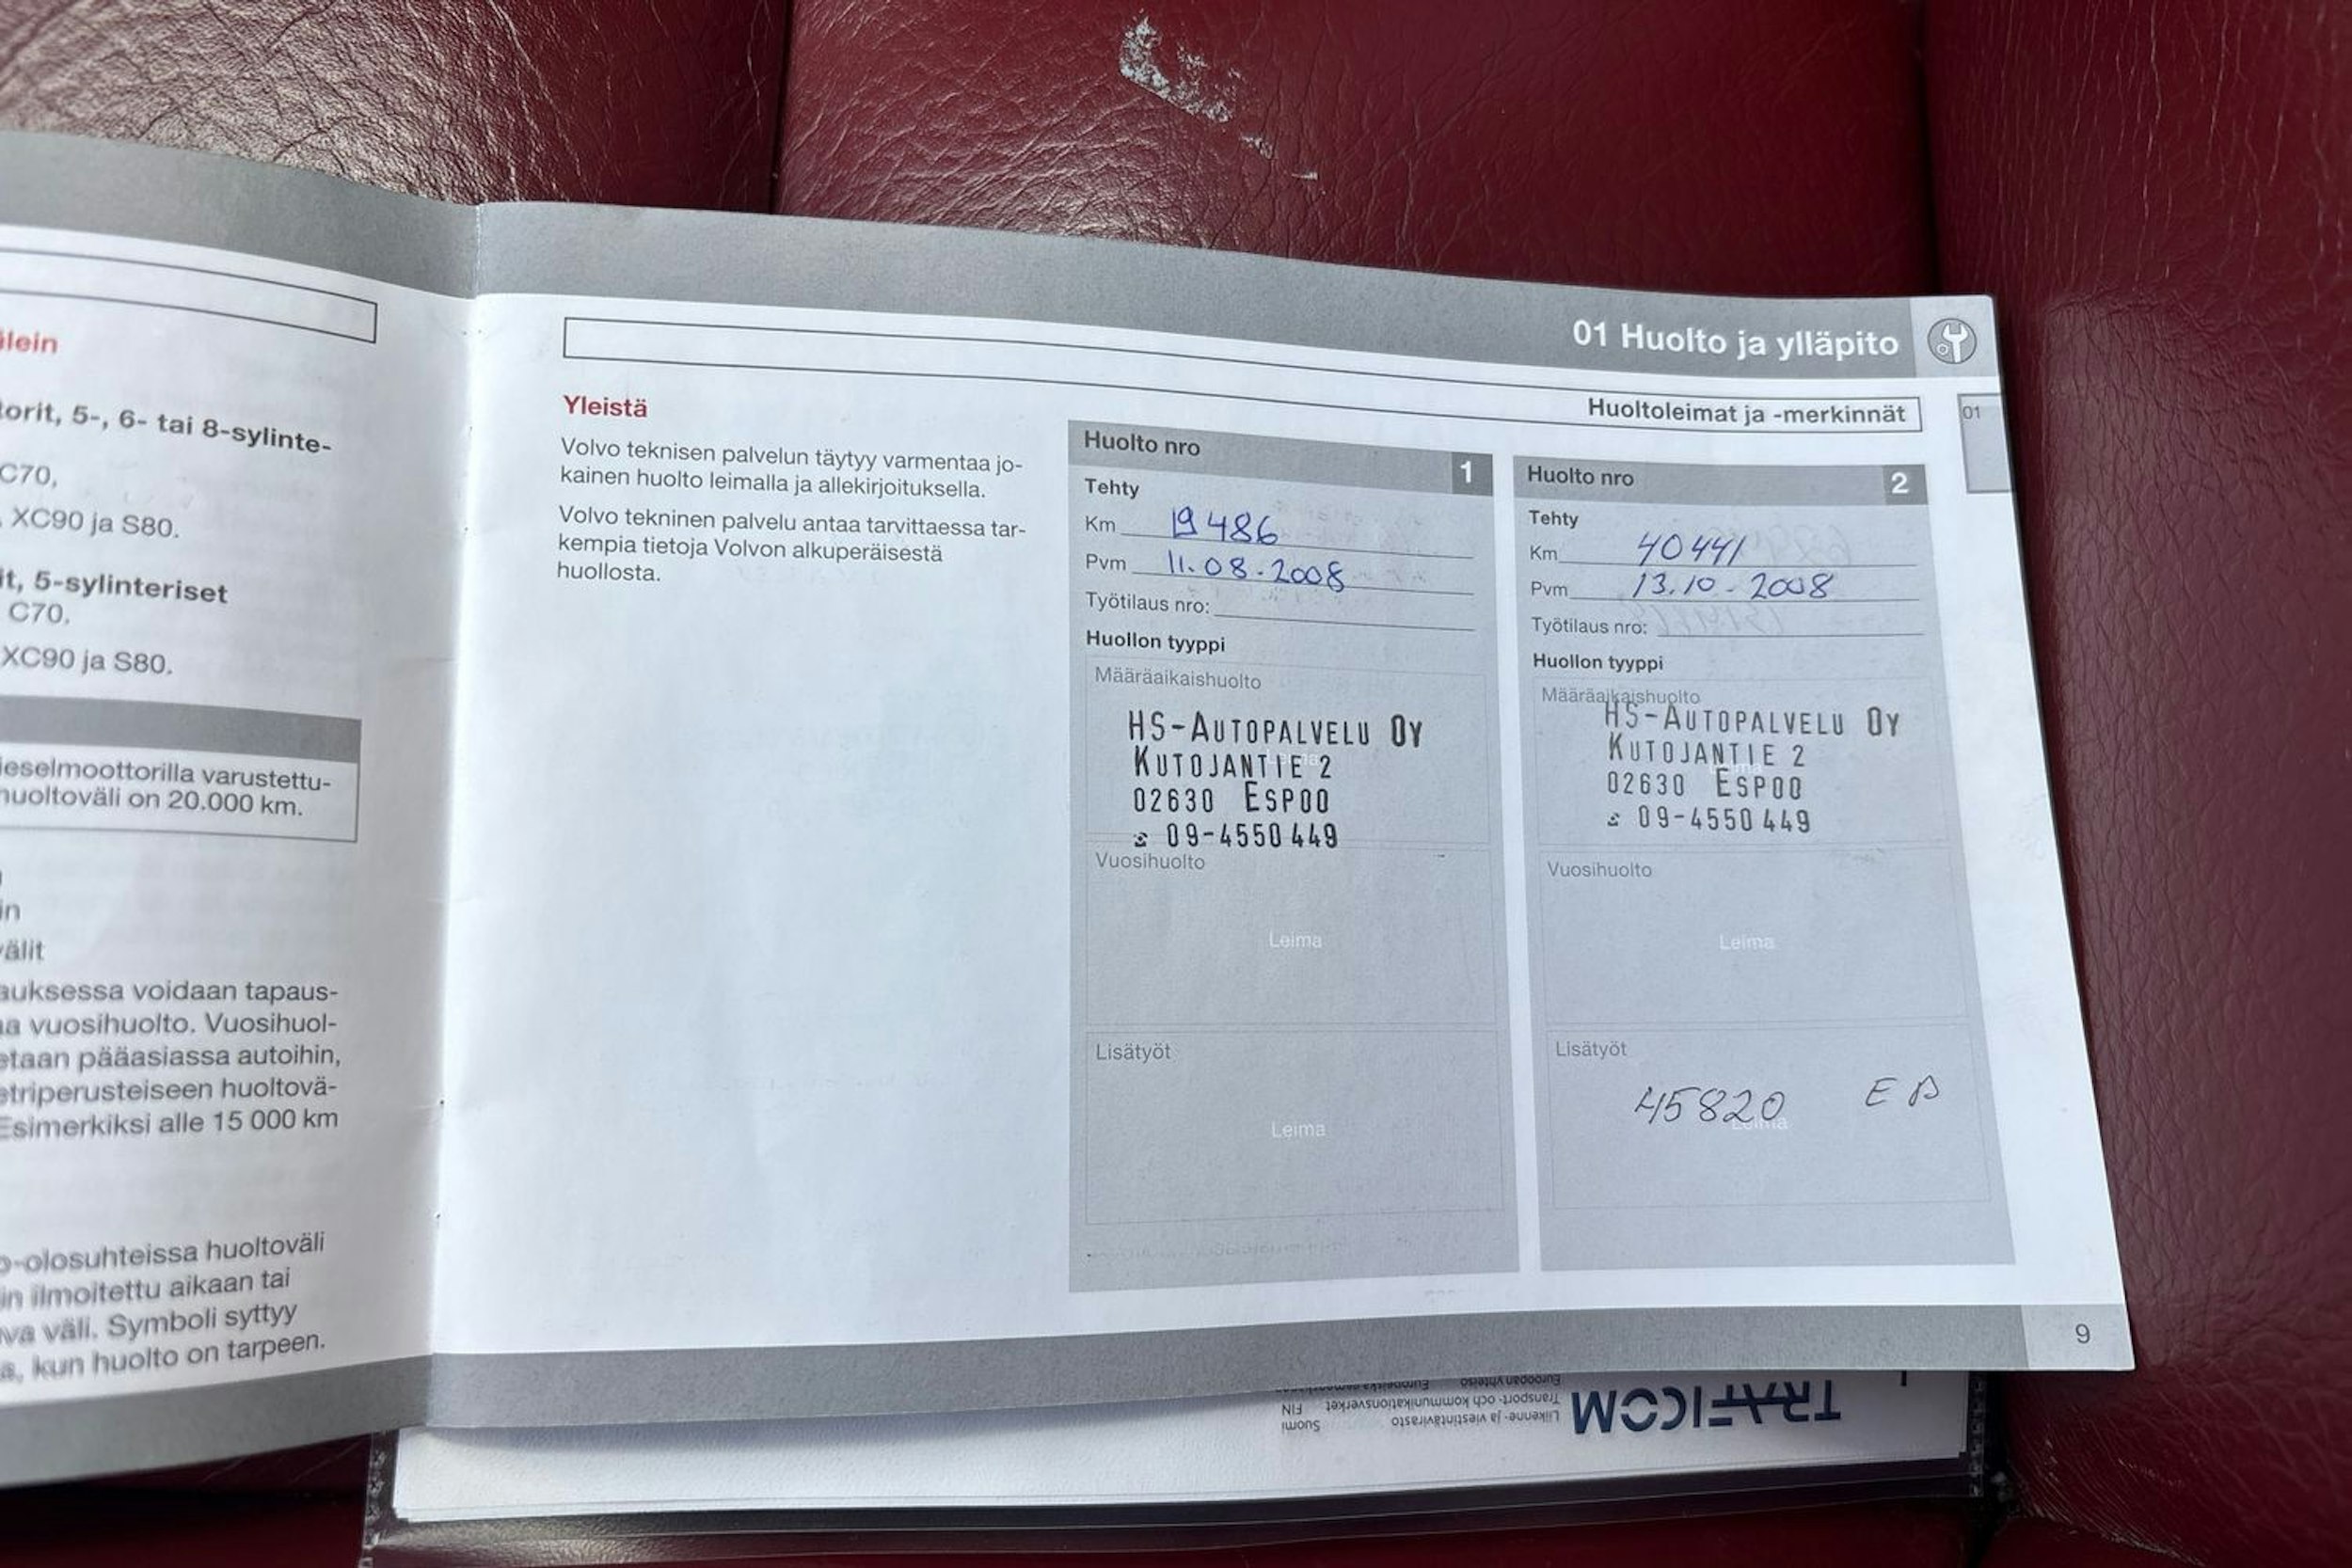 älein
torit, 5-, 6- tai 8-sylinte-
C70,
XC90 ja S80.
it, 5-sylinteriset
C70.
XC90 ja S80.
ieselmoottorilla varustettu-
huoltoväli on 20.000 km.
in
välit
auksessa voidaan tapaus-
aa vuosihuolto. Vuosihuol-
etaan pääasiassa autoihin,
etriperusteiseen huoltovä-
Esimerkiksi alle 15 000 km
o-olosuhteissa huoltoväli
in ilmoitettu aikaan tai
va väli. Symboli syttyy
a, kun huolto on tarpeen.
01 Huolto ja ylläpito
Huoltoleimat ja -merkinnät
01
Yleistä
Volvo teknisen palvelun täytyy varmentaa jo-
kainen huolto leimalla ja allekirjoituksella.
Volvo tekninen palvelu antaa tarvittaessa tar-
kempia tietoja Volvon alkuperäisestä
huollosta.
Huolto nro 1
Tehty
Km 19486
Pvm 11.08.2008
Työtilaus nro:
Huollon tyyppi
Määräaikaishuolto
HS-AUTOPALVELU OY
KUTOJANTIE 2
02630 ESPOO
09-4550 449
Vuosihuolto
Leima
Lisätyöt
Leima
Huolto nro 2
Tehty
Km 40441
Pvm 13.10-2008
Työtilaus nro:
Huollon tyyppi
Määräaikaishuolto
HS-AUTOPALVELU OY
KUTOJANTIE 2
02630 ESPOO
09-4550 449
Vuosihuolto
Leima
Lisätyöt
45820 EB
Leima
9
TRAFICOM
Liikenne- ja viestintävirasto Suomi
Transport- och kommunikationsverket FIN
Euroopan yhteisö